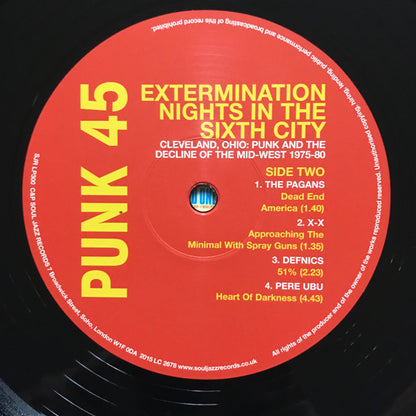 PUNK 45
EXTERMINATION
NIGHTS IN THE
SIXTH CITY
CLEVELAND, OHIO: PUNK AND THE
DECLINE OF THE MID-WEST 1975-80
SIDE TWO
1. THE PAGANS
Dead End
America (1.40)
2. X-X
Approaching The
Minimal With Spray Guns (1.35)
3. DEFNICS
51% (2.23)
4. PERE UBU
Heart Of Darkness (4.43)
SJR LP300 C&P SOUL JAZZ RECORDS 7 Broadwick Street, Soho, London W1F 0DA 2015 LC 2678 www.souljazzrecords.co.uk
All rights of the producer and of the owner of the works reproduced reserved. Unauthorised copying, hiring, lending, public performance and broadcasting of this record prohibited.